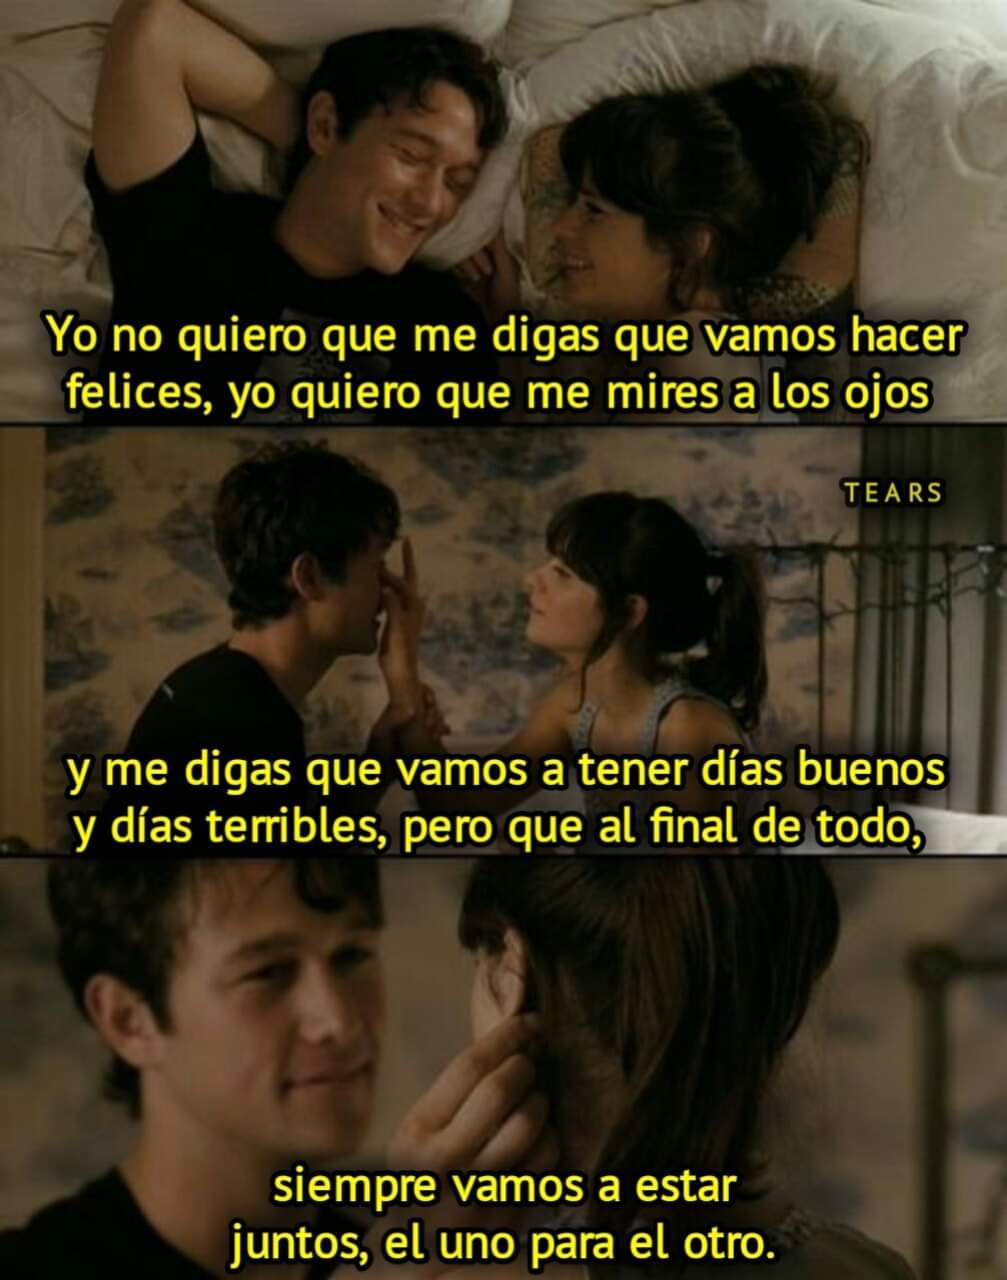 Yo no quiero que me digas que vamos hacer
felices, yo quiero que me mires a los ojos
TEARS
y me digas que vamos a tener días buenos
y días terribles, pero que al final de todo,
siempre vamos a estar
juntos, el uno para el otro.